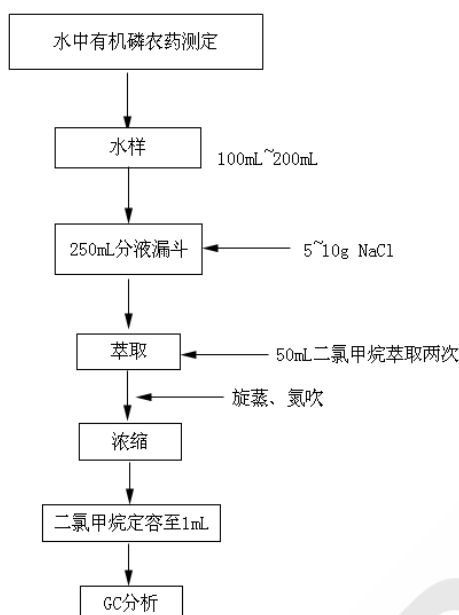 水中有机磷农药测定
水样
100mL~200mL
250mL分液漏斗
5~10g NaCl
萃取
50mL二氯甲烷萃取两次
旋蒸、氮吹
浓缩
二氯甲烷定容至1mL
GC分析